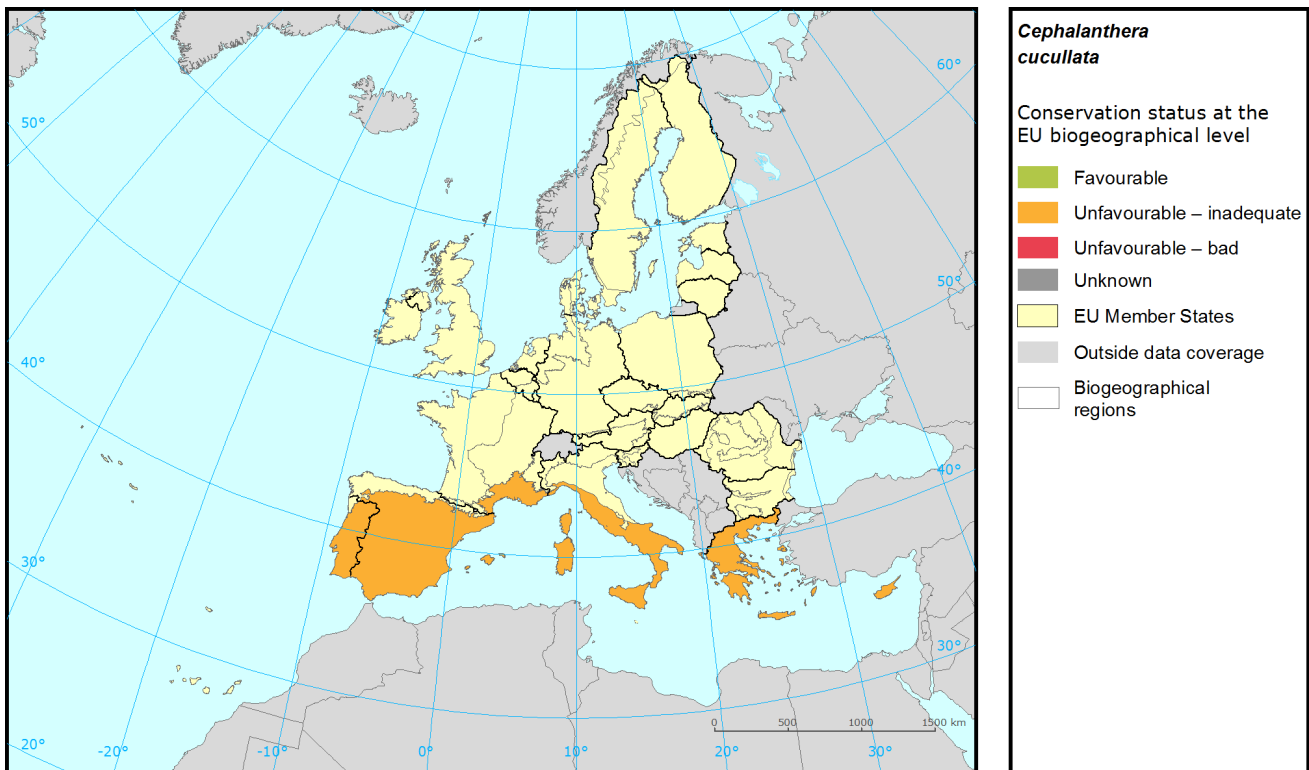 Cephalanthera
cucullata
Conservation status at the
EU biogeographical level
Favourable
Unfavourable – inadequate
Unfavourable – bad
Unknown
EU Member States
Outside data coverage
Biogeographical
regions
60°
50°
50°
40°
40°
30°
30°
20°
-20°
-10°
0°
10°
20°
30°
0 500 1000 1500 km